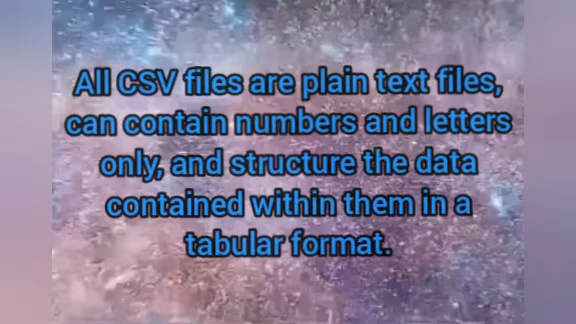 All CSV files are plain text files,
can contain numbers and letters
only, and structure the data
contained within them in a
tabular format.